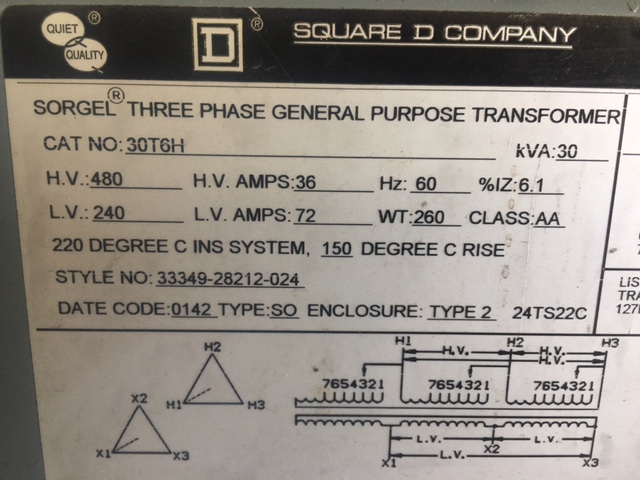 QUIET ®
QUALITY
D ®
SQUARE D COMPANY
SORGEL® THREE PHASE GENERAL PURPOSE TRANSFORMER
CAT NO: 30T6H kVA: 30
H.V.: 480 H.V. AMPS: 36 Hz: 60 %IZ: 6.1
L.V.: 240 L.V. AMPS: 72 WT: 260 CLASS: AA
220 DEGREE C INS SYSTEM, 150 DEGREE C RISE
STYLE NO: 33349-28212-024
DATE CODE: 0142 TYPE: SO ENCLOSURE: TYPE 2 24TS22C
LIS
TRA
127
H2
H1 H3
X2
X1 X3
H1 H2 H3
H.V. H.V.
H.V.
7654321 7654321 7654321
L.V. L.V.
X2
X1 L.V. X3